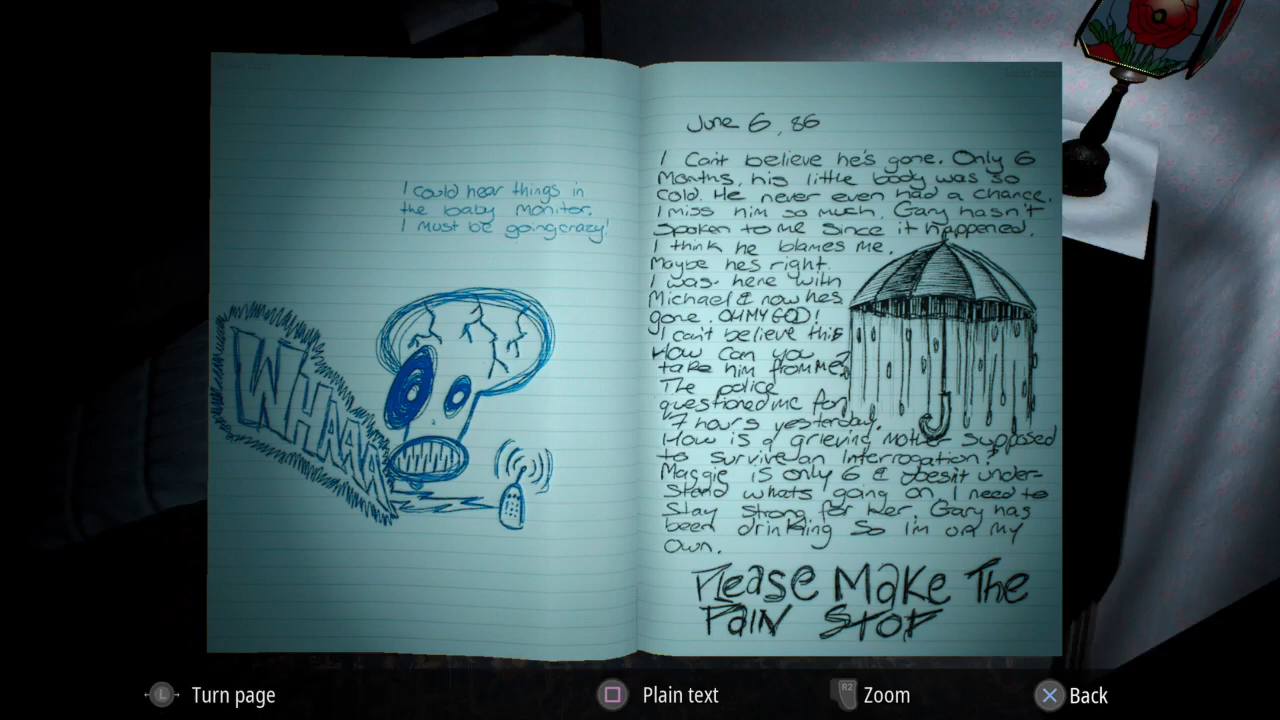 I could hear things in
the baby monitor.
I must be going crazy!
WHAAA
June 6, 86
I Can't believe he's gone. Only 6
Months, his little body was so
cold. He never even had a chance.
I miss him so much. Gary hasn't
spoken to me since it happened.
I think he blames me.
Maybe hes right.
I was here with
Michael & now hes
gone. OH MY GOD!
I can't believe this
How can you
take him from me?
The police
questioned me for
7 hours yesterday.
How is a grieving mother supposed
to survive an interrogation?
Maggie is only 6 & doesn't under-
stand whats going on. I need to
stay strong for her. Gary has
been drinking so I'm on my
own.
Please Make The
Pain Stop
L
Turn page
Plain text
R2
Zoom
Back